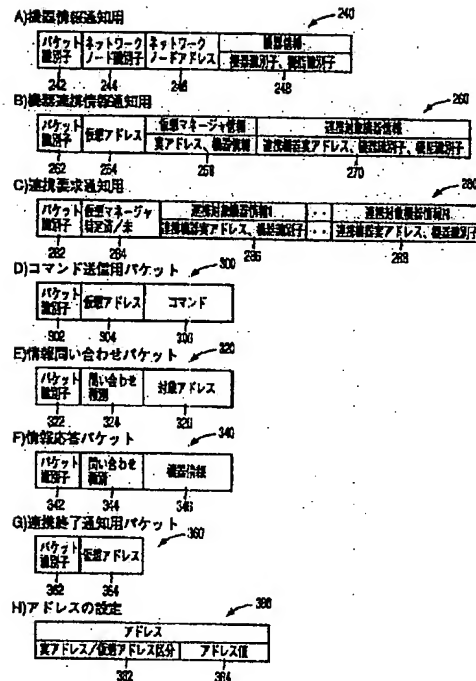 A)機器情報通知用
240
パケット識別子
ネットワークノード識別子
ネットワークノードアドレス
機器情報
機器識別子、機能識別子
242
244
246
248
B)機器連携情報通知用
260
パケット識別子
仮想アドレス
仮想マネージャ情報
実アドレス、機器情報
連携対象機器情報
連携機器実アドレス、機器識別子、機能識別子
262
264
268
270
C)連携要求通知用
280
パケット識別子
仮想マネージャ
特定済/未
連携対象機器情報1
連携機器実アドレス、機能識別子
‥
連携対象機器情報N
連携機器実アドレス、機能識別子
282
284
286
288
D)コマンド送信用パケット
300
パケット識別子
仮想アドレス
コマンド
302
304
306
E)情報問い合わせパケット
320
パケット識別子
問い合わせ種別
対象アドレス
322
324
326
F)情報応答パケット
340
パケット識別子
問い合わせ種別
機器情報
342
344
346
G)連携終了通知用パケット
360
パケット識別子
仮想アドレス
362
364
H)アドレスの設定
380
アドレス
実アドレス/仮想アドレス区分
アドレス値
382
384